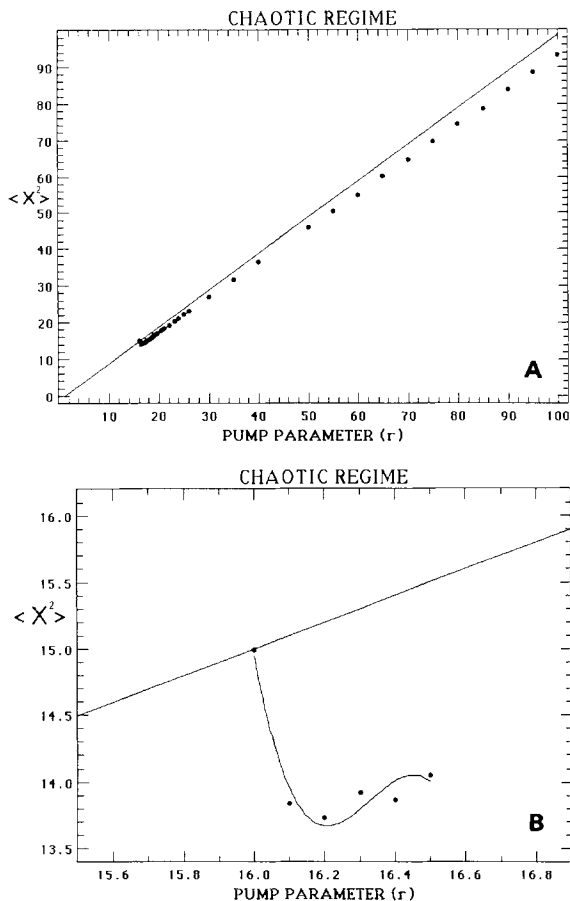 CHAOTIC REGIME
90
80
70
60
<X²>
50
40
30
20
10
0
A
10 20 30 40 50 60 70 80 90 100
PUMP PARAMETER (r)
CHAOTIC REGIME
16.0
15.5
<X²>
15.0
14.5
14.0
13.5
B
15.6 15.8 16.0 16.2 16.4 16.6 16.8
PUMP PARAMETER (r)